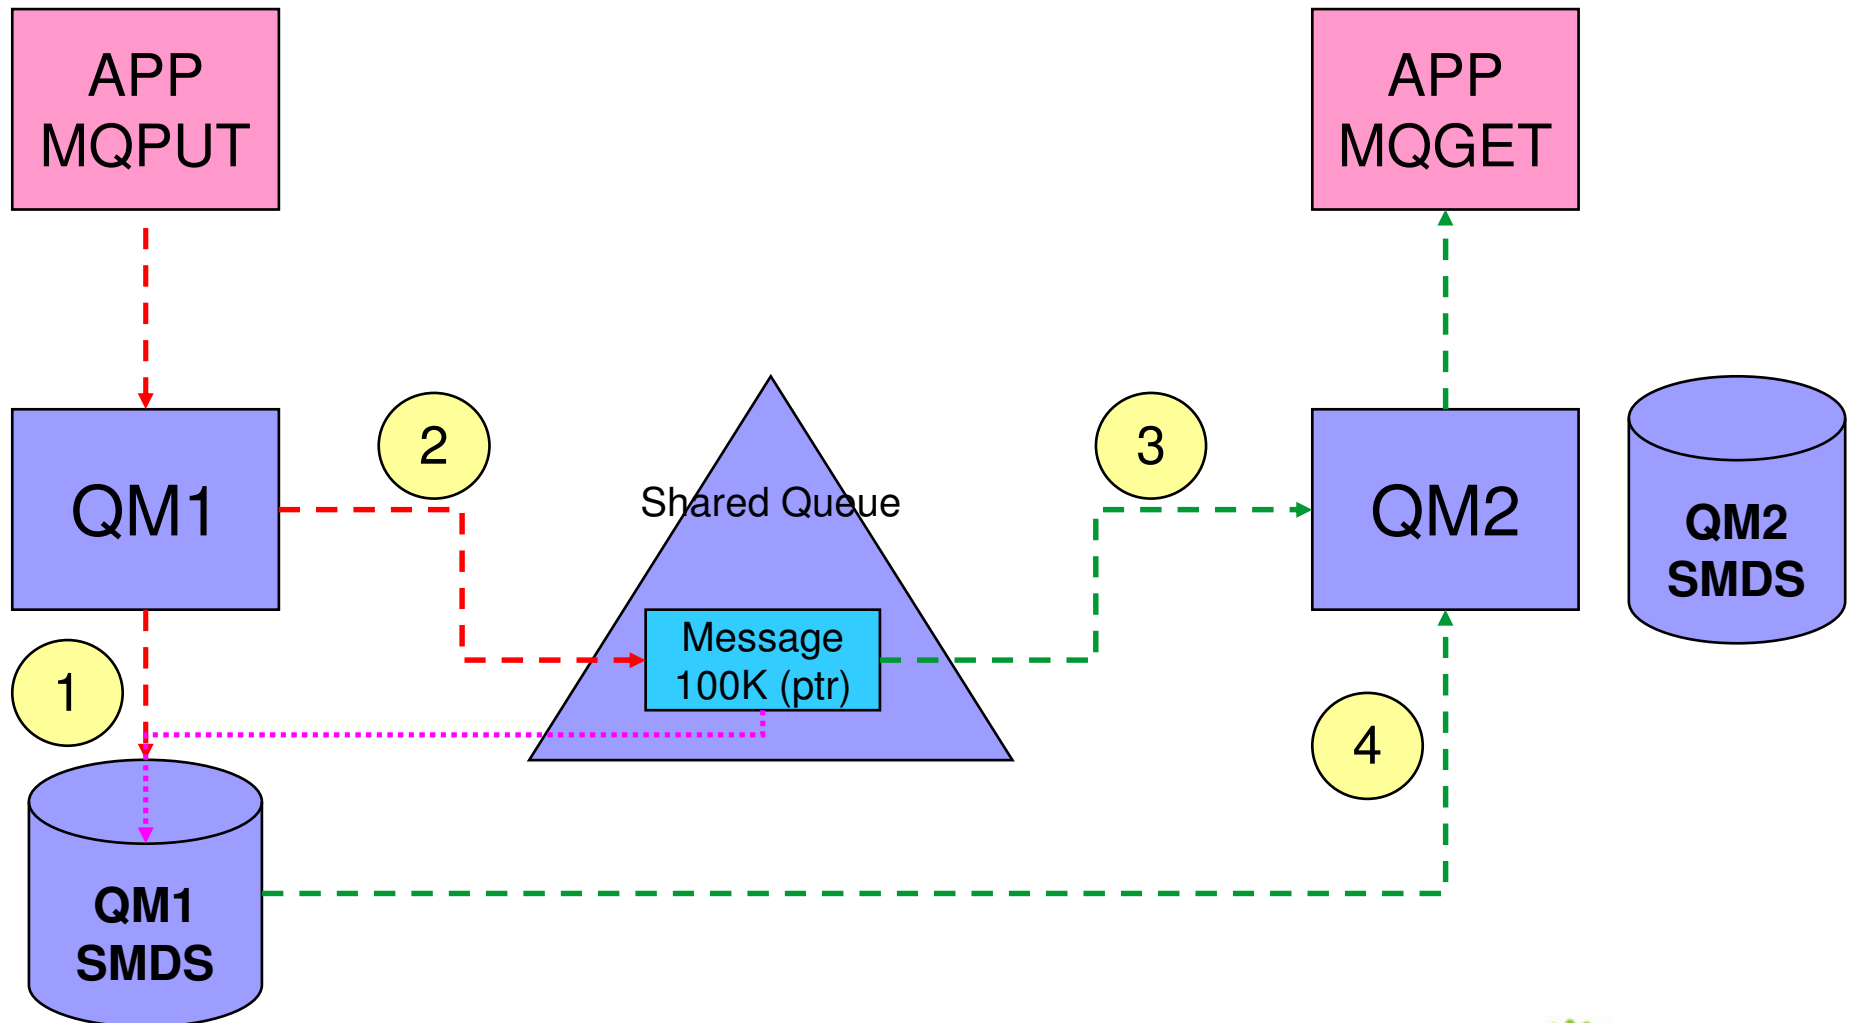 APP
MQPUT
APP
MQGET
QM1
2
Shared Queue
3
QM2
QM2
SMDS
Message
100K (ptr)
1
4
QM1
SMDS